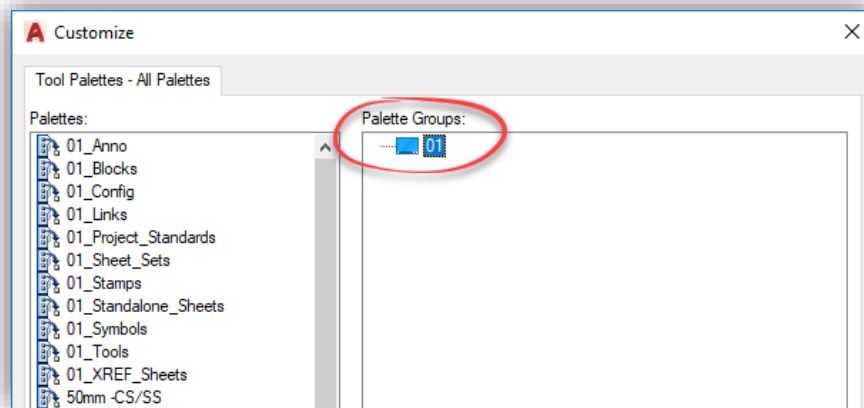 Customize
Tool Palettes - All Palettes
Palettes:
01_Anno
01_Blocks
01_Config
01_Links
01_Project_Standards
01_Sheet_Sets
01_Stamps
01_Standalone_Sheets
01_Symbols
01_Tools
01_XREF_Sheets
50mm -CS/SS
Palette Groups:
01